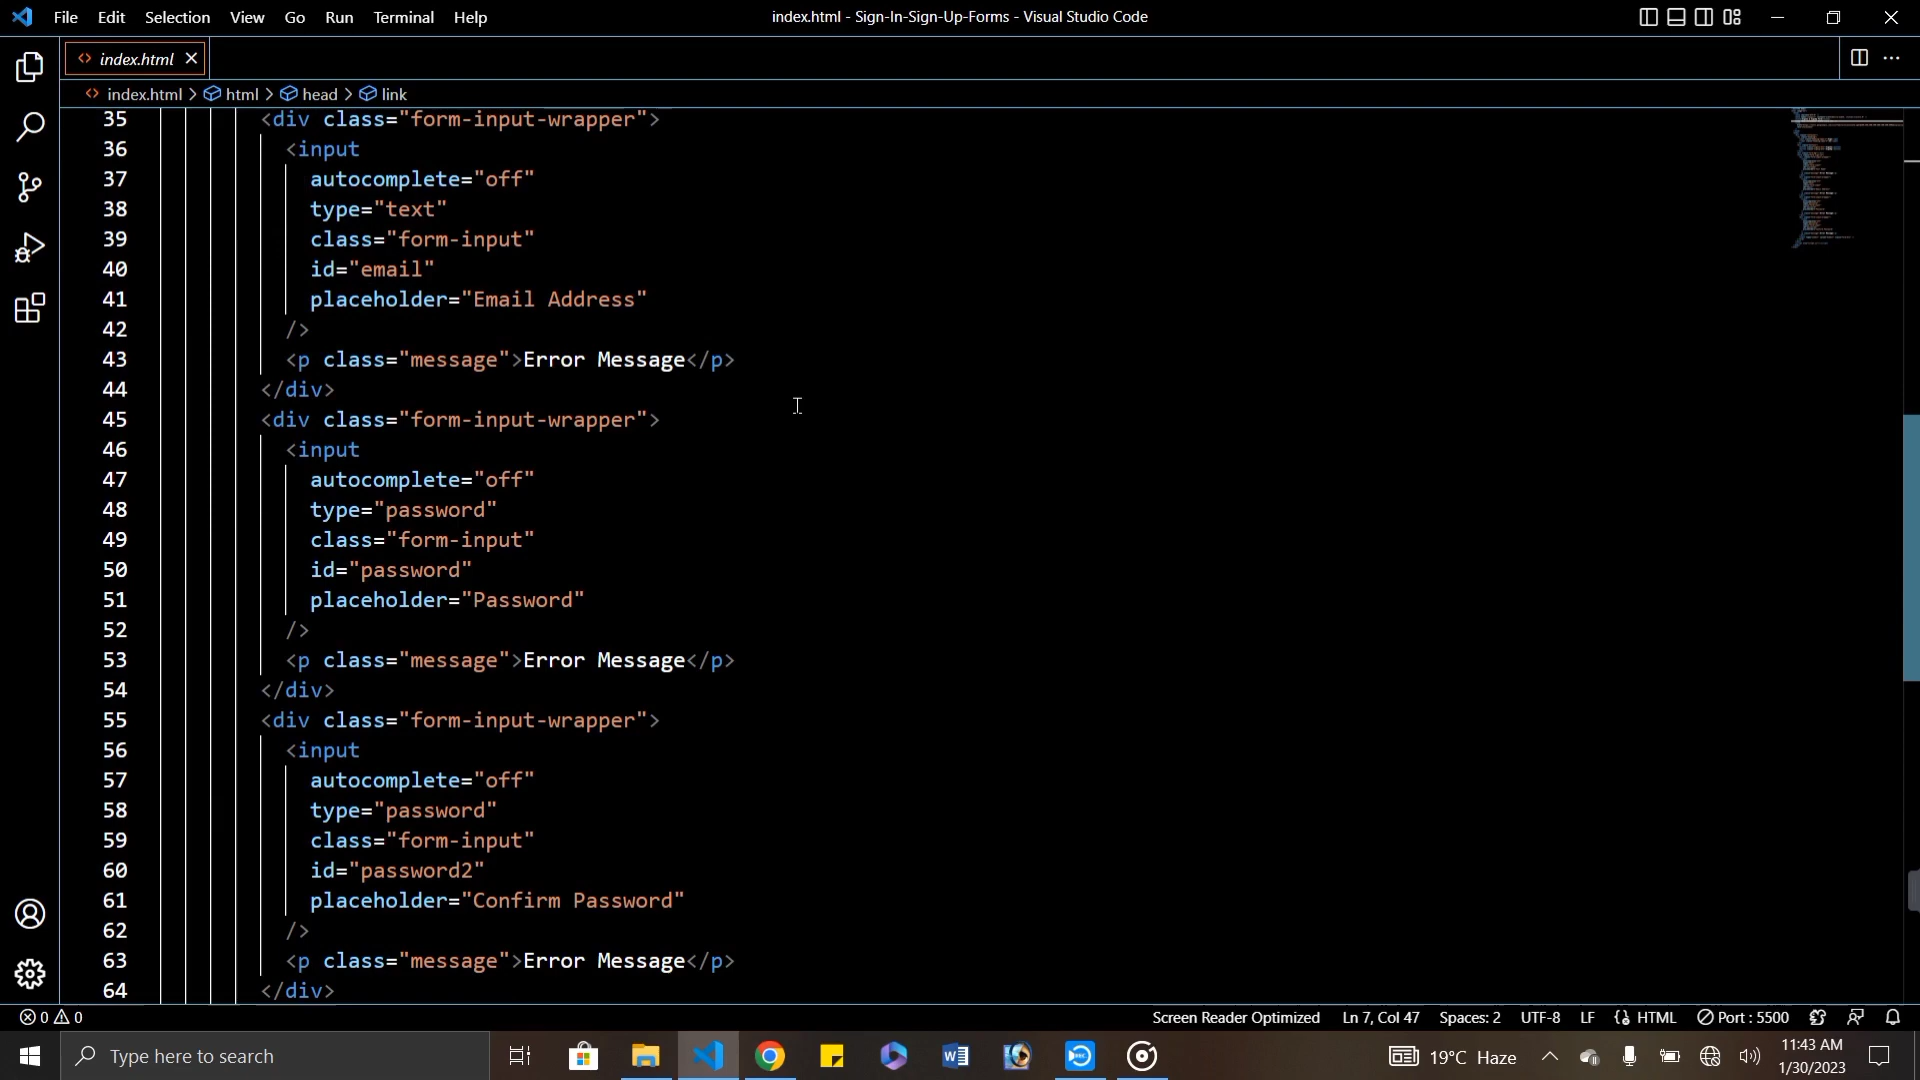 File Edit Selection View Go Run Terminal Help index.html - Sign-In-Sign-Up-Forms - Visual Studio Code
<> index.html ×
<> index.html > html > head > link
35 <div class="form-input-wrapper">
36 <input
37 autocomplete="off"
38 type="text"
39 class="form-input"
40 id="email"
41 placeholder="Email Address"
42 />
43 <p class="message">Error Message</p>
44 </div>
45 <div class="form-input-wrapper">
46 <input
47 autocomplete="off"
48 type="password"
49 class="form-input"
50 id="password"
51 placeholder="Password"
52 />
53 <p class="message">Error Message</p>
54 </div>
55 <div class="form-input-wrapper">
56 <input
57 autocomplete="off"
58 type="password"
59 class="form-input"
60 id="password2"
61 placeholder="Confirm Password"
62 />
63 <p class="message">Error Message</p>
64 </div>
0 0 Screen Reader Optimized Ln 7, Col 47 Spaces: 2 UTF-8 LF HTML Port : 5500
Type here to search 19°C Haze 11:43 AM
1/30/2023